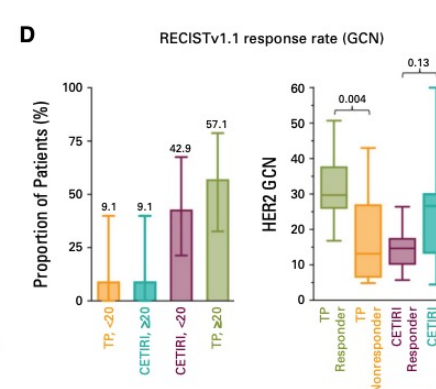 D
RECISTv1.1 response rate (GCN)
Proportion of Patients (%)
100
75
50
25
0
9.1
9.1
42.9
57.1
TP, <20
CETIRI, ≥20
CETIRI, <20
TP, ≥20
HER2 GCN
60
50
40
30
20
10
0
0.004
0.13
TP
Responder
TP
Nonresponder
CETIRI
Responder
CETIRI